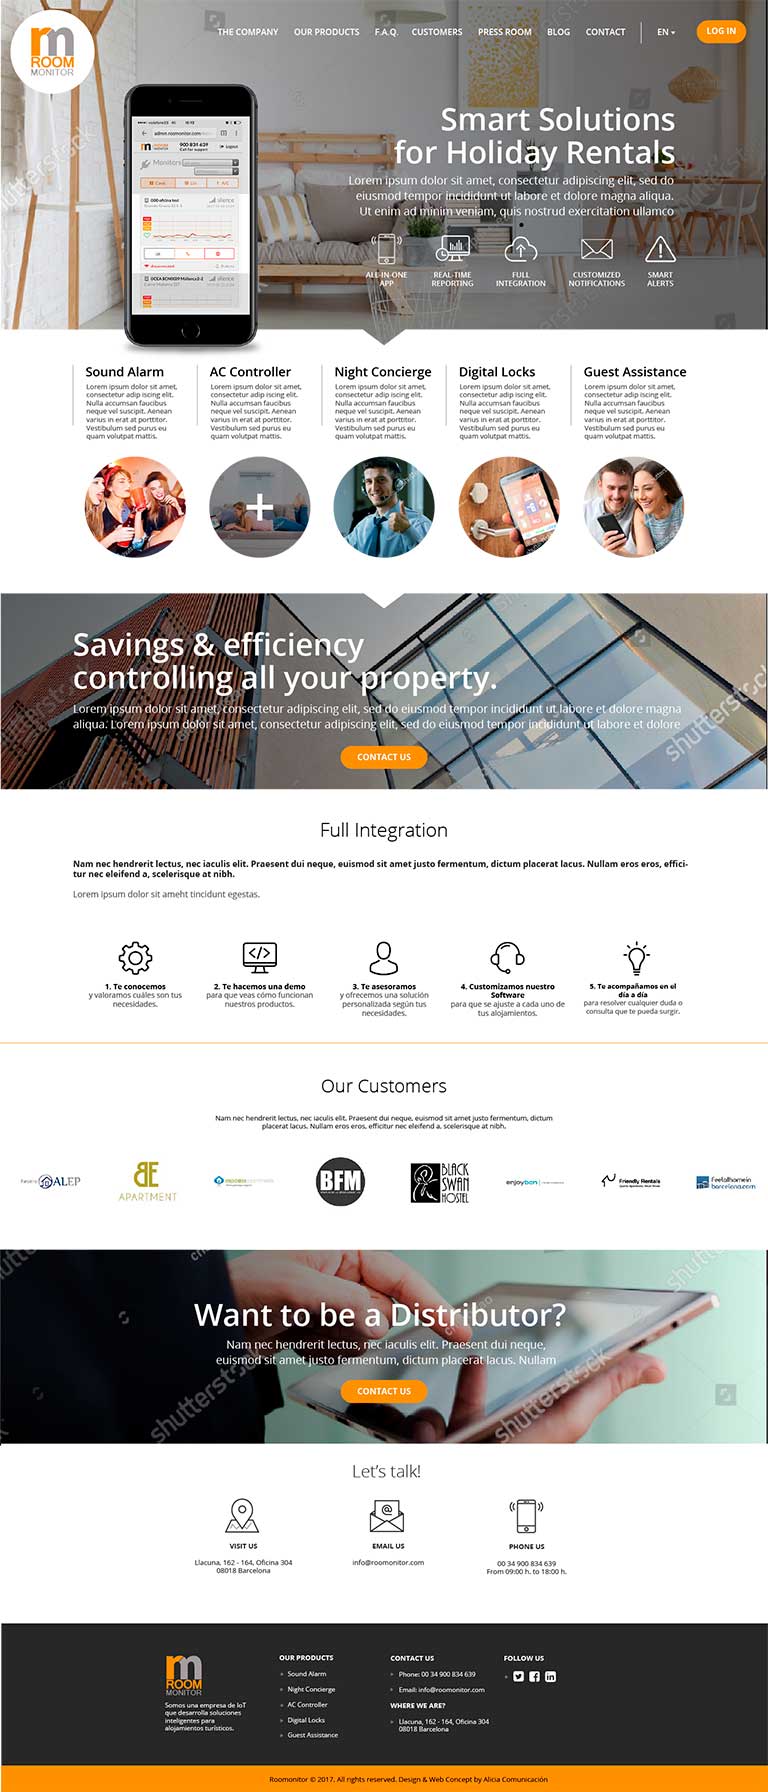 THE COMPANY OUR PRODUCTS F.A.Q. CUSTOMERS PRESS ROOM BLOG CONTACT EN LOG IN
rm
ROOM
MONITOR
admin.roomonitor.com
900 831 639
Call for support
Logout
Monitors
000-oficina test
silence
Smart Solutions
for Holiday Rentals
Lorem ipsum dolor sit amet, consectetur adipiscing elit, sed do
eiusmod tempor incididunt ut labore et dolore magna aliqua.
Ut enim ad minim veniam, quis nostrud exercitation ullamco
ALL-IN-ONE
APP
REAL-TIME
REPORTING
FULL
INTEGRATION
CUSTOMIZED
NOTIFICATIONS
SMART
ALERTS
Sound Alarm
Lorem ipsum dolor sit amet,
consectetur adip iscing elit.
Nulla accumsan faucibus
neque vel suscipit. Aenean
varius in erat at porttitor.
Vestibulum sed purus eu
quam volutpat mattis.
AC Controller
Lorem ipsum dolor sit amet,
consectetur adip iscing elit.
Nulla accumsan faucibus
neque vel suscipit. Aenean
varius in erat at porttitor.
Vestibulum sed purus eu
quam volutpat mattis.
Night Concierge
Lorem ipsum dolor sit amet,
consectetur adip iscing elit.
Nulla accumsan faucibus
neque vel suscipit. Aenean
varius in erat at porttitor.
Vestibulum sed purus eu
quam volutpat mattis.
Digital Locks
Lorem ipsum dolor sit amet,
consectetur adip iscing elit.
Nulla accumsan faucibus
neque vel suscipit. Aenean
varius in erat at porttitor.
Vestibulum sed purus eu
quam volutpat mattis.
Guest Assistance
Lorem ipsum dolor sit amet,
consectetur adip iscing elit.
Nulla accumsan faucibus
neque vel suscipit. Aenean
varius in erat at porttitor.
Vestibulum sed purus eu
quam volutpat mattis.
Savings & efficiency
controlling all your property.
Lorem ipsum dolor sit amet, consectetur adipiscing elit, sed do eiusmod tempor incididunt ut labore et dolore magna
aliqua. Lorem ipsum dolor sit amet, consectetur adipiscing elit, sed do eiusmod tempor incididunt ut labore et dolore
CONTACT US
shutterstock
Full Integration
Nam nec hendrerit lectus, nec iaculis elit. Praesent dui neque, euismod sit amet justo fermentum, dictum placerat lacus. Nullam eros eros, effici-
tur nec eleifend a, scelerisque at nibh.
Lorem ipsum dolor sit ameht tincidunt egestas.
1. Te conocemos
y valoramos cuáles son tus
necesidades.
2. Te hacemos una demo
para que veas cómo funcionan
nuestros productos.
3. Te asesoramos
y ofrecemos una solución
personalizada según tus
necesidades.
4. Customizamos nuestro
Software
para que se ajuste a cada uno de
tus alojamientos.
5. Te acompañamos en el
día a día
para resolver cualquier duda o
consulta que te pueda surgir.
Our Customers
Nam nec hendrerit lectus, nec iaculis elit. Praesent dui neque, euismod sit amet justo fermentum, dictum
placerat lacus. Nullam eros eros, efficitur nec eleifend a, scelerisque at nibh.
ALEP
BE
APARTMENT
BFM
BLACK
SWAN
HOSTEL
enjoybcn
Friendly Rentals
feelathomein
barcelona.com
Want to be a Distributor?
Nam nec hendrerit lectus, nec iaculis elit. Praesent dui neque,
euismod sit amet justo fermentum, dictum placerat lacus. Nullam
CONTACT US
shutterstock
Let's talk!
VISIT US
Llacuna, 162 - 164, Oficina 304
08018 Barcelona
EMAIL US
info@roomonitor.com
PHONE US
00 34 900 834 639
From 09:00 h. to 18:00 h.
rm
ROOM
MONITOR
Somos una empresa de IoT
que desarrolla soluciones
inteligentes para
alojamientos turísticos.
OUR PRODUCTS
Sound Alarm
Night Concierge
AC Controller
Digital Locks
Guest Assistance
CONTACT US
Phone: 00 34 900 834 639
Email: info@roomonitor.com
WHERE WE ARE?
Llacuna, 162 - 164, Oficina 304
08018 Barcelona
FOLLOW US
Roomonitor © 2017. All rights reserved. Design & Web Concept by Alicia Comunicación